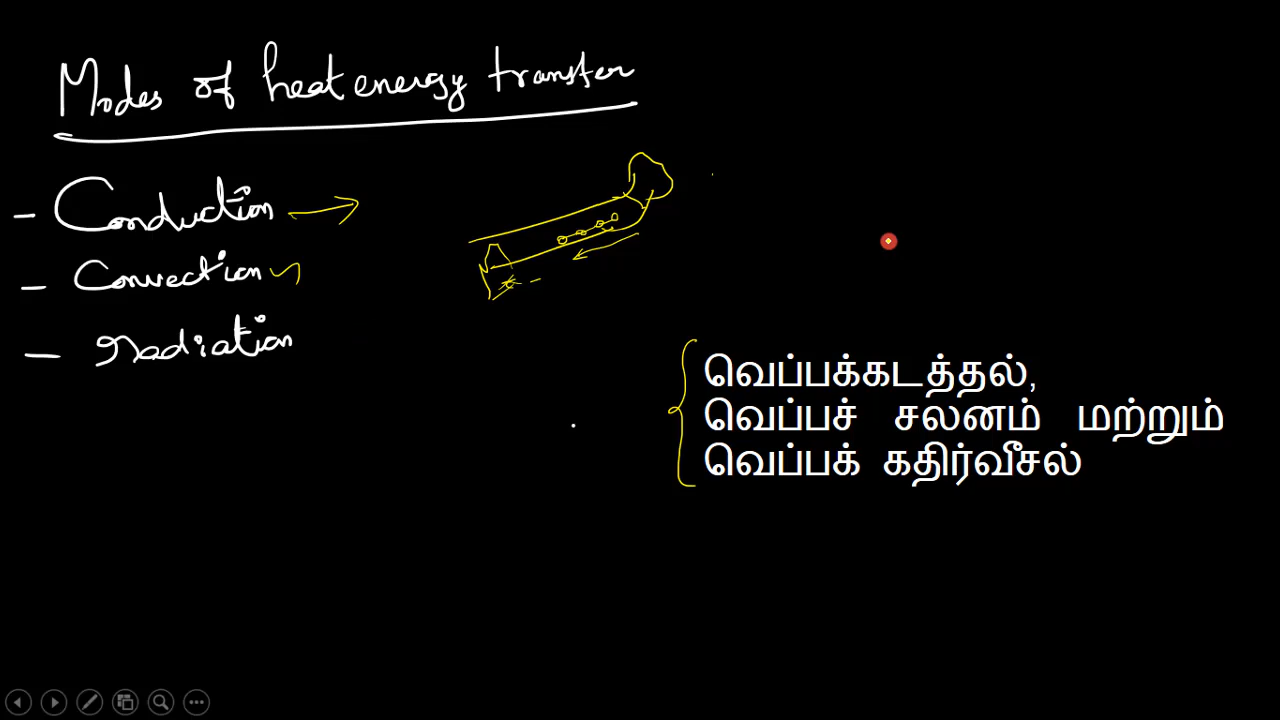 Modes of heat energy transfer
- Conduction →
- Convection
- Radiation
வெப்பக்கடத்தல்,
வெப்பச் சலனம் மற்றும்
வெப்பக் கதிர்வீசல்